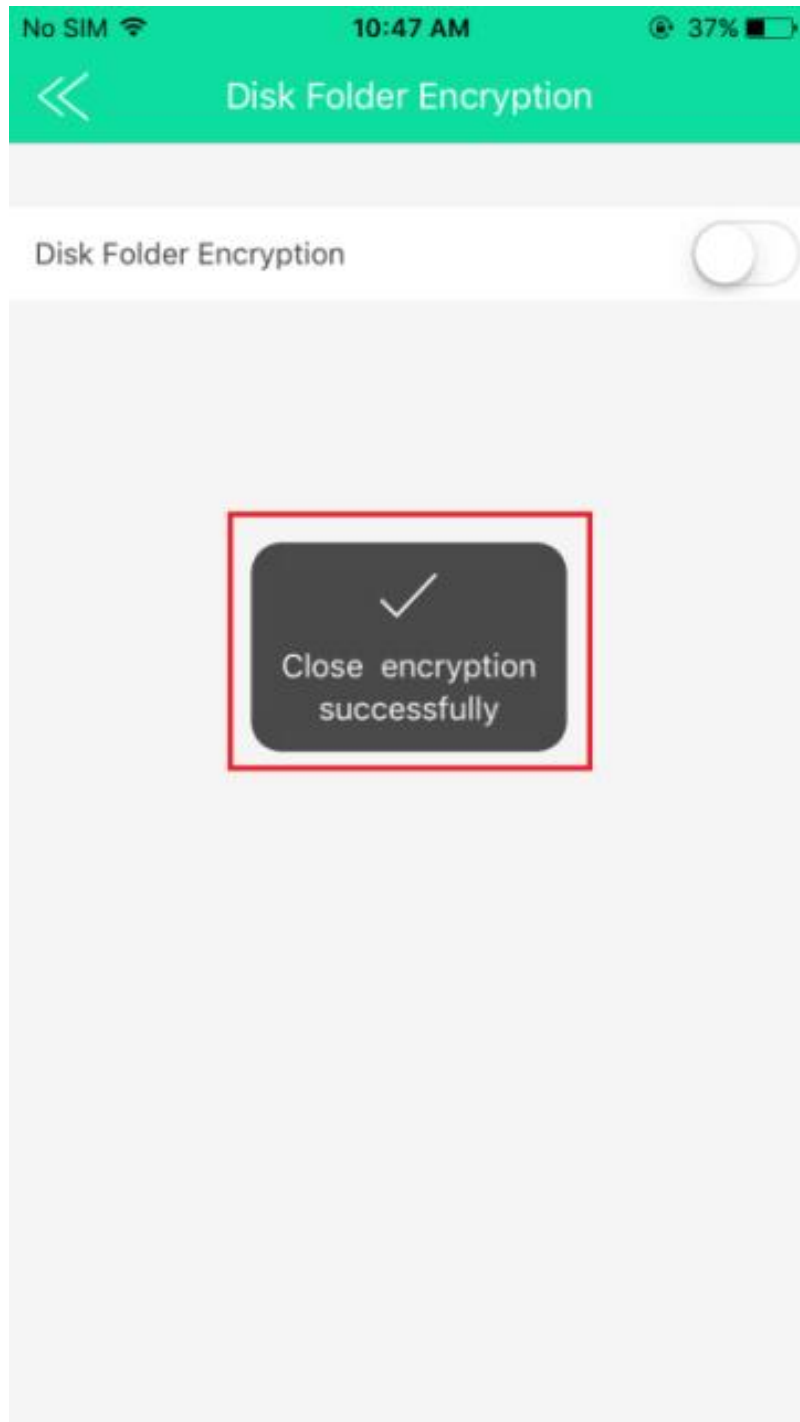 No SIM 10:47 AM 37%
Disk Folder Encryption
Disk Folder Encryption
Close encryption
successfully